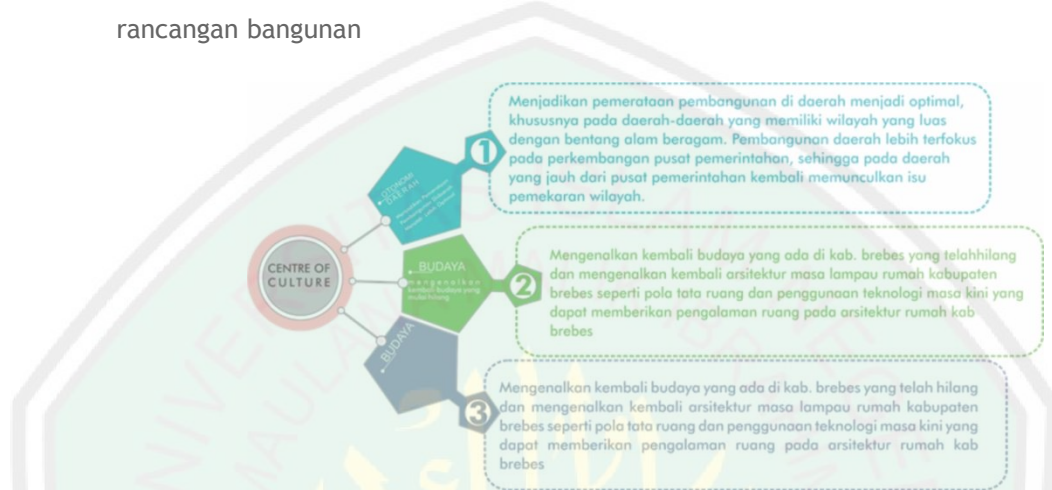 rancangan bangunan
Menjadikan pemerataan pembangunan di daerah menjadi optimal,
khususnya pada daerah-daerah yang memiliki wilayah yang luas
dengan bentang alam beragam. Pembangunan daerah lebih terfokus
pada perkembangan pusat pemerintahan, sehingga pada daerah
yang jauh dari pusat pemerintahan kembali memunculkan isu
pemekaran wilayah.
1
OTONOMI
DAERAH
CENTRE OF
CULTURE
BUDAYA
mengenalkan
kembali budaya yang
mulai hilang
2
Mengenalkan kembali budaya yang ada di kab. brebes yang telahhilang
dan mengenalkan kembali arsitektur masa lampau rumah kabupaten
brebes seperti pola tata ruang dan penggunaan teknologi masa kini yang
dapat memberikan pengalaman ruang pada arsitektur rumah kab
brebes
BUDAYA
3
Mengenalkan kembali budaya yang ada di kab. brebes yang telah hilang
dan mengenalkan kembali arsitektur masa lampau rumah kabupaten
brebes seperti pola tata ruang dan penggunaan teknologi masa kini yang
dapat memberikan pengalaman ruang pada arsitektur rumah kab
brebes